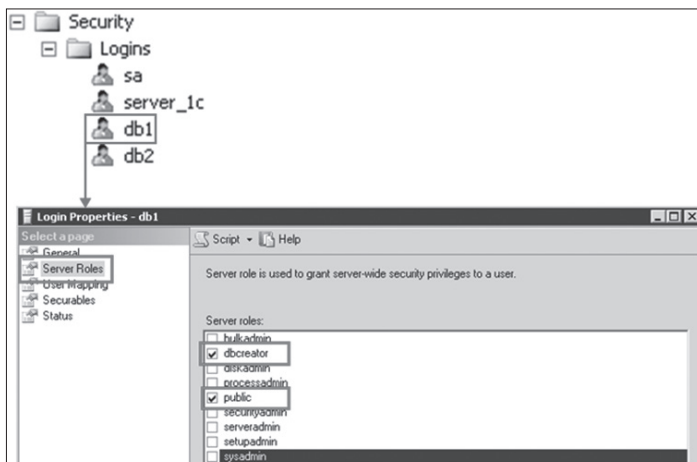 Security
Logins
sa
server_1c
db1
db2
Login Properties - db1
Select a page
General
Server Roles
User Mapping
Securables
Status
Script
Help
Server role is used to grant server-wide security privileges to a user.
Server roles:
bulkadmin
dbcreator
diskadmin
processadmin
public
securityadmin
serveradmin
setupadmin
sysadmin